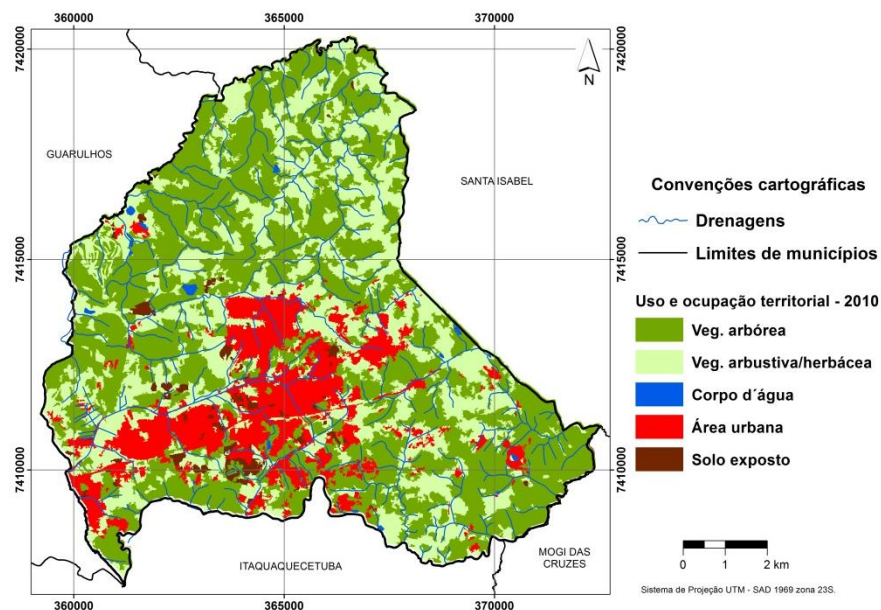 360000 365000 370000
7420000 7420000
N
GUARULHOS
SANTA ISABEL
7415000 7415000
7410000 7410000
ITAQUAQUECETUBA
MOGI DAS
CRUZES
360000 365000 370000
Convenções cartográficas
Drenagens
Limites de municípios
Uso e ocupação territorial - 2010
Veg. arbórea
Veg. arbustiva/herbácea
Corpo d´água
Área urbana
Solo exposto
0 1 2 km
Sistema de Projeção UTM - SAD 1969 zona 23S.